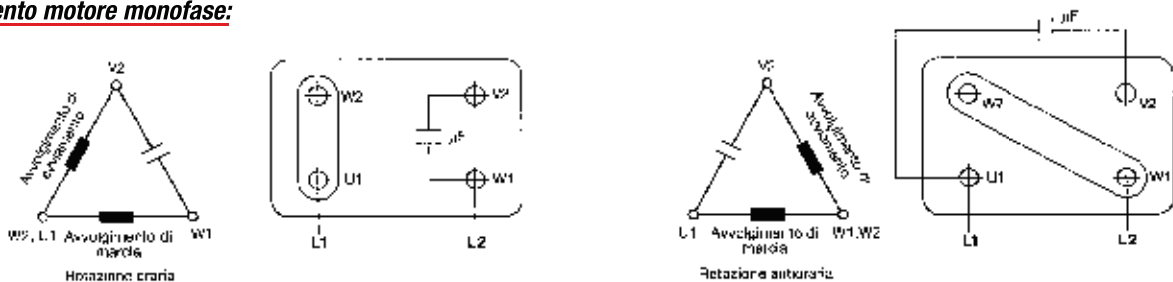 ento motore monofase:
V2
Avvolgimento di
avviamento
W2, U1 Avvolgimento di W1
marcia
Rotazione oraria
W2
V2
µF
U1
W1
L1
L2
V2
Avvolgimento di
avviamento
U1 Avvolgimento di W1,W2
marcia
Rotazione antioraria
µF
W2
V2
U1
W1
L1
L2